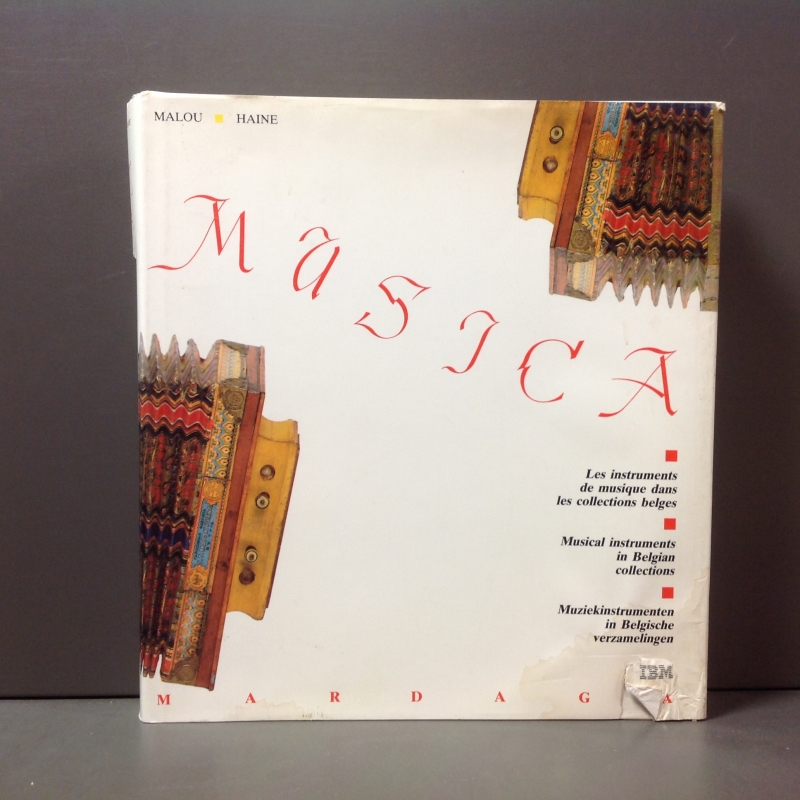 MALOU HAINE
MUSICA
Les instruments
de musique dans
les collections belges
Musical instruments
in Belgian
collections
Muziekinstrumenten
in Belgische
verzamelingen
IBM
MARDAGA